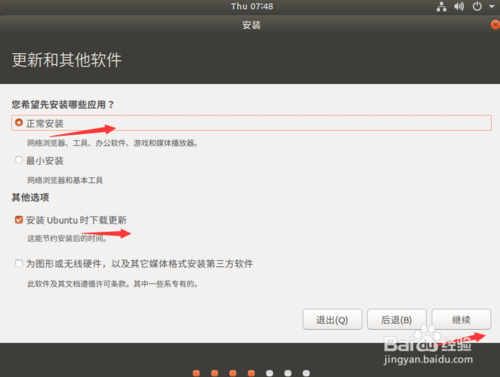 Thu 07:48
安装
更新和其他软件
您希望先安装哪些应用？
正常安装
网络浏览器、工具、办公软件、游戏和媒体播放器。
最小安装
网络浏览器和基本工具
其他选项
安装 Ubuntu 时下载更新
这能节约安装后的时间。
为图形或无线硬件，以及其它媒体格式安装第三方软件
此软件及其文档遵循许可条款。其中一些系专有的。
退出(Q)
后退(B)
继续
Baidu 经验
jingyan.baidu.com